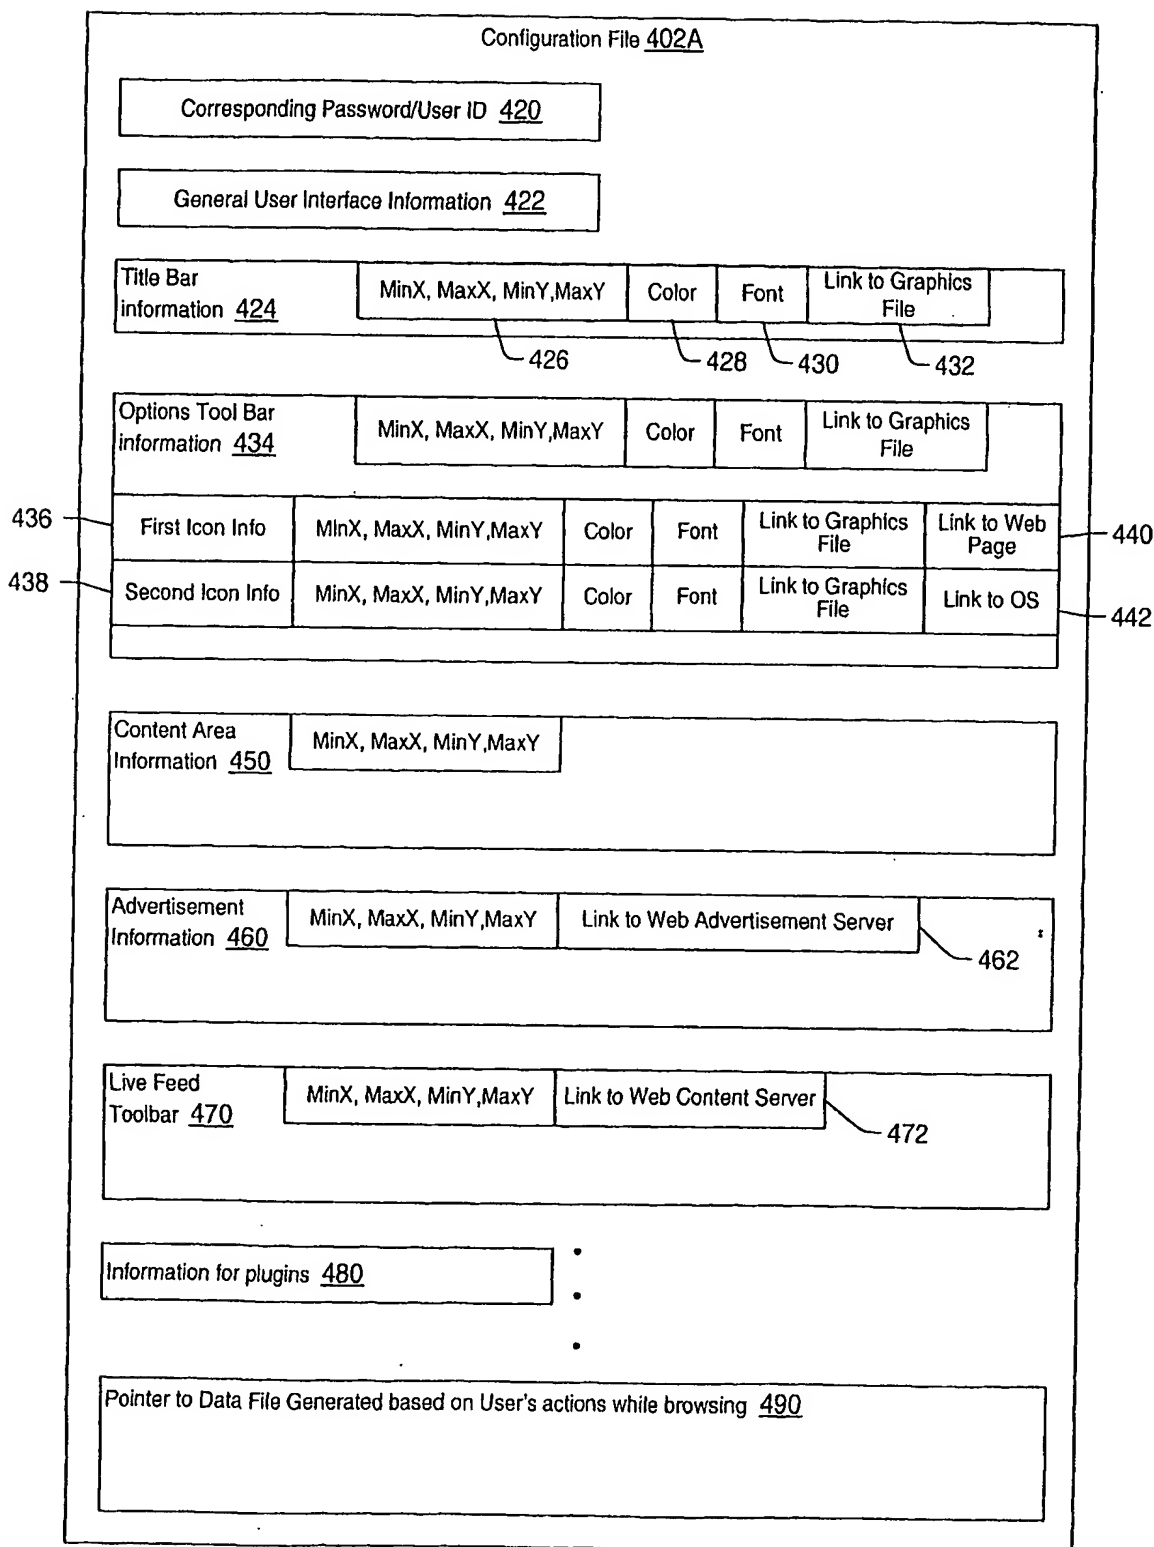 Configuration File 402A
Corresponding Password/User ID 420
General User Interface Information 422
Title Bar
information 424
MinX, MaxX, MinY,MaxY
Color
Font
Link to Graphics
File
426
428
430
432
Options Tool Bar
information 434
MinX, MaxX, MinY,MaxY
Color
Font
Link to Graphics
File
436
First Icon Info
MinX, MaxX, MinY,MaxY
Color
Font
Link to Graphics
File
Link to Web
Page
440
438
Second Icon Info
MinX, MaxX, MinY,MaxY
Color
Font
Link to Graphics
File
Link to OS
442
Content Area
Information 450
MinX, MaxX, MinY,MaxY
Advertisement
Information 460
MinX, MaxX, MinY,MaxY
Link to Web Advertisement Server
462
Live Feed
Toolbar 470
MinX, MaxX, MinY,MaxY
Link to Web Content Server
472
Information for plugins 480
Pointer to Data File Generated based on User's actions while browsing 490